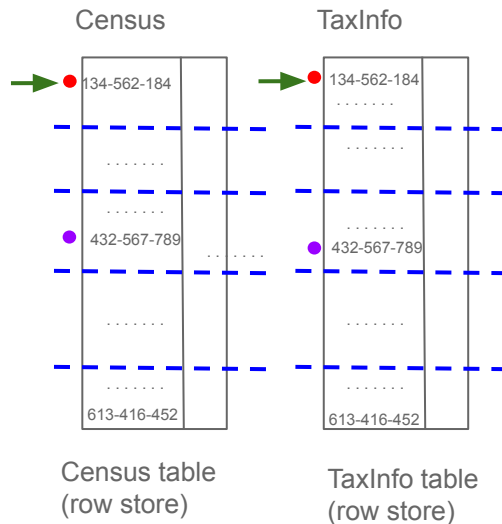 Census
TaxInfo
134-562-184
134-562-184
. . . . . . .
. . . . . . .
. . . . . . .
. . . . . . .
. . . . . . .
432-567-789
. . . . . . .
432-567-789
. . . . . . .
. . . . . . .
. . . . . . .
. . . . . . .
613-416-452
613-416-452
Census table
(row store)
TaxInfo table
(row store)